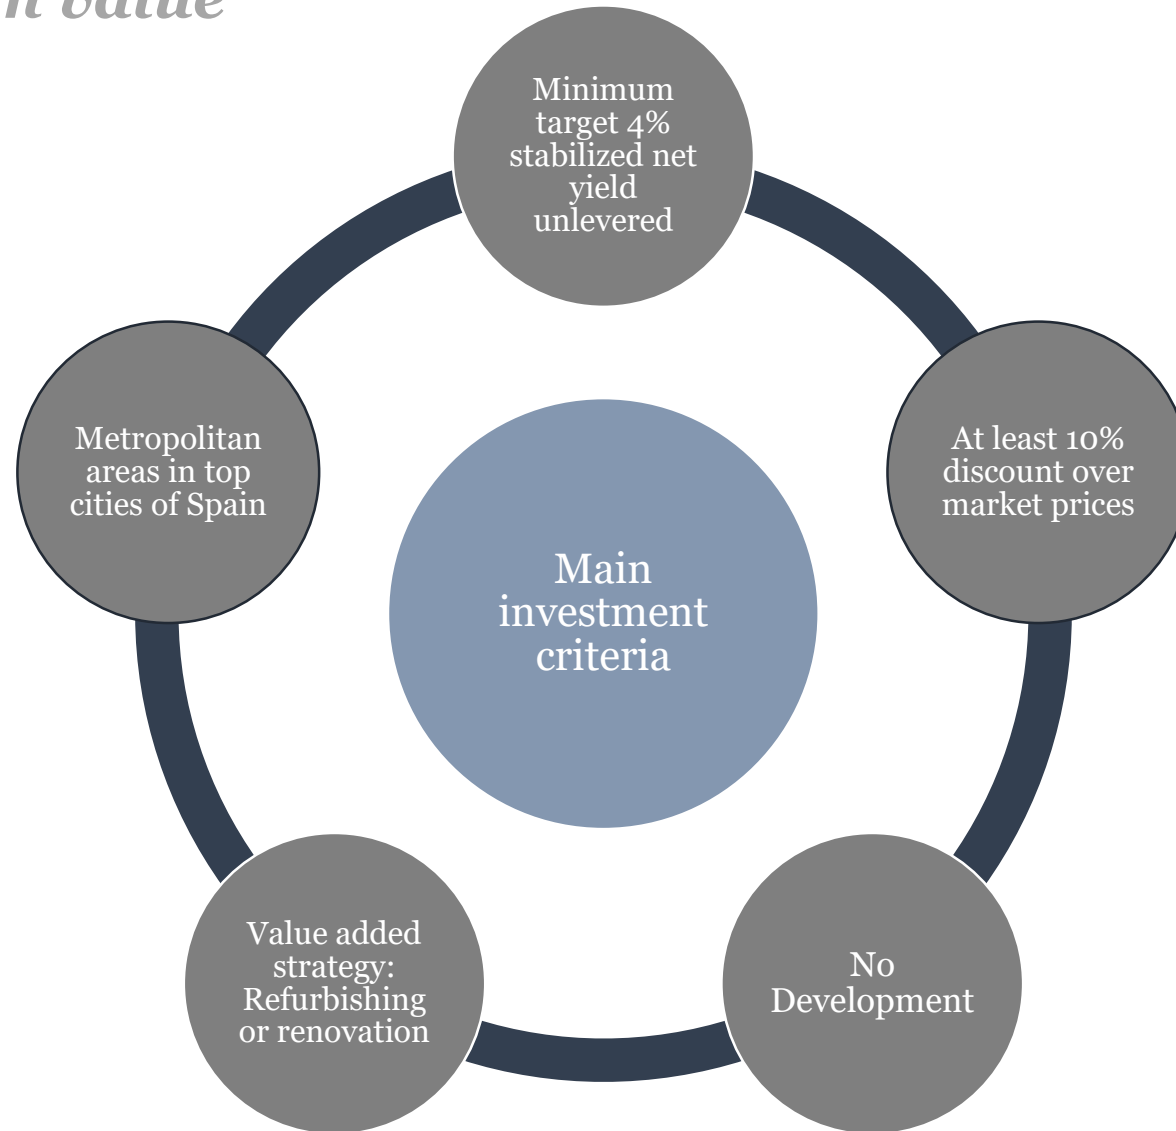 value
Minimum
target 4%
stabilized net
yield
unlevered
At least 10%
discount over
market prices
No
Development
Value added
strategy:
Refurbishing
or renovation
Metropolitan
areas in top
cities of Spain
Main
investment
criteria